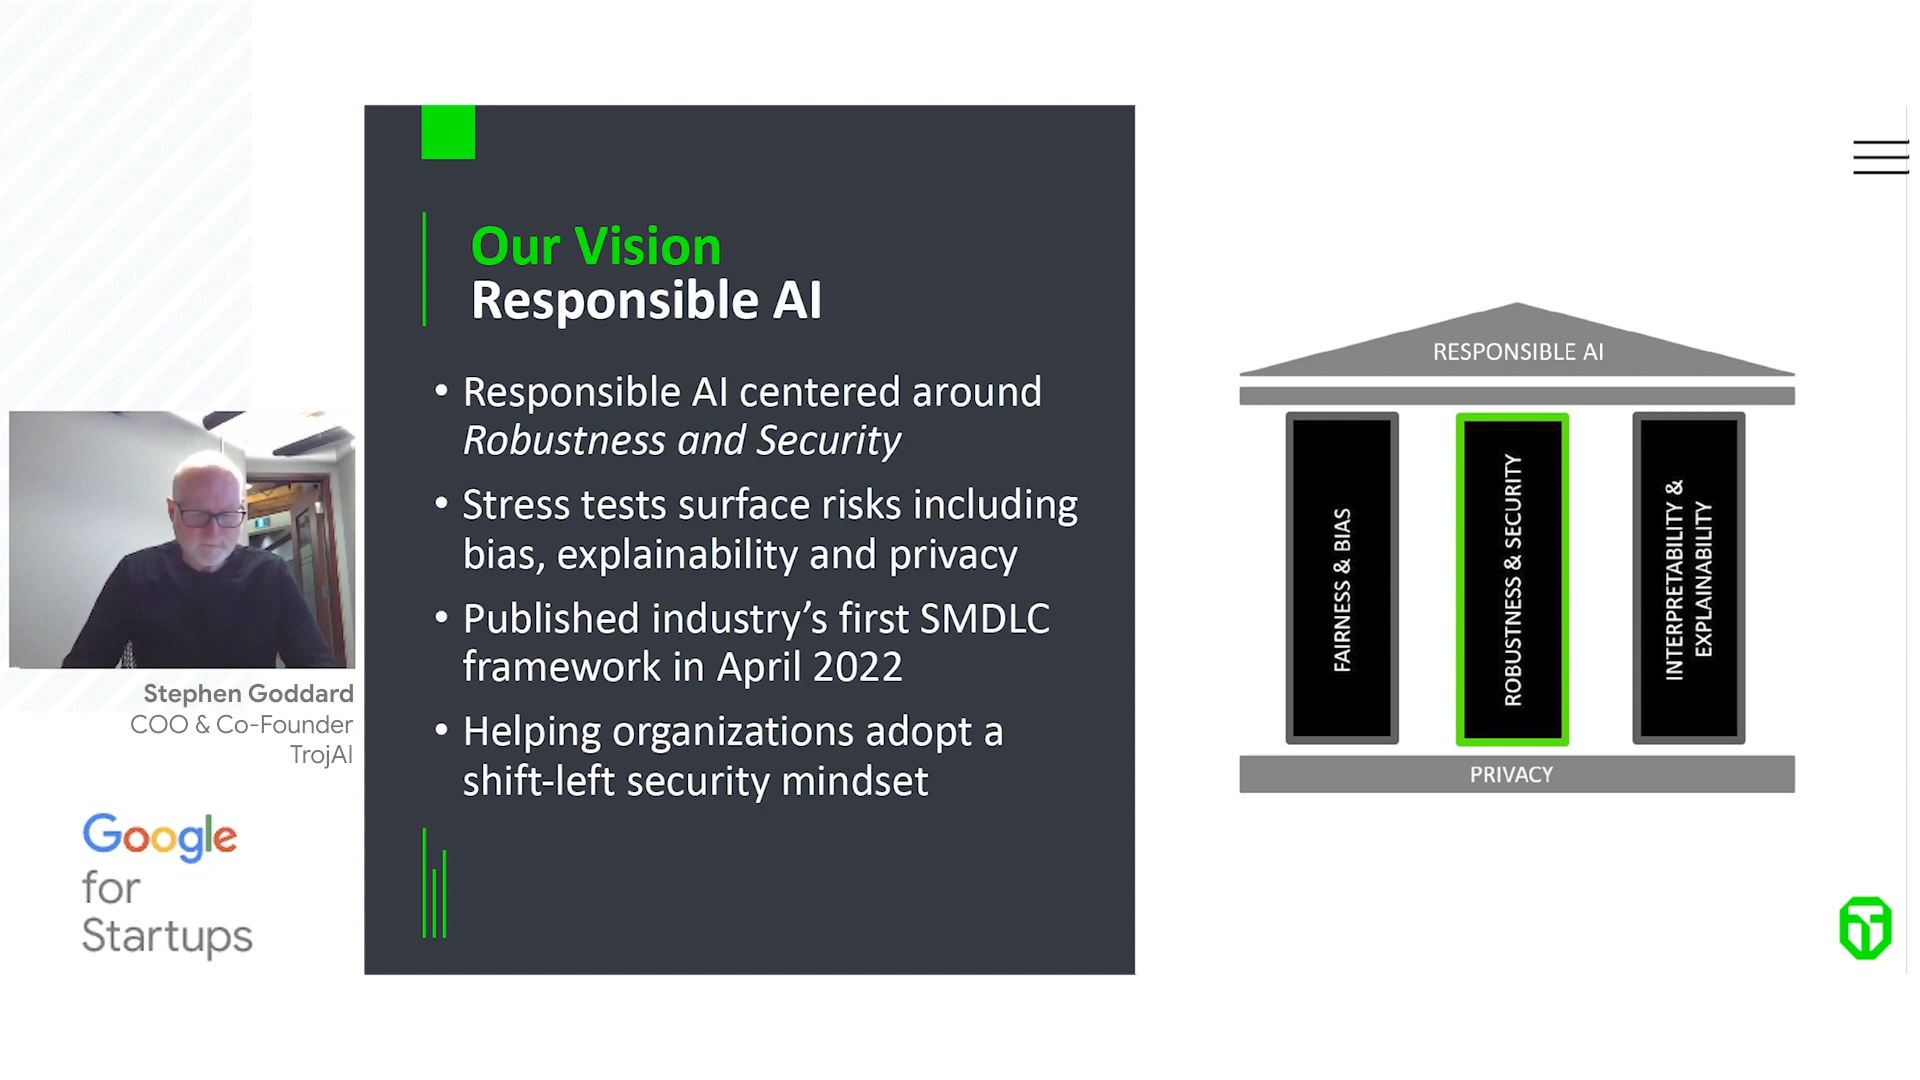 Our Vision
Responsible AI
• Responsible AI centered around
Robustness and Security
• Stress tests surface risks including
bias, explainability and privacy
• Published industry’s first SMDLC
framework in April 2022
• Helping organizations adopt a
shift-left security mindset
RESPONSIBLE AI
FAIRNESS & BIAS
ROBUSTNESS & SECURITY
INTERPRETABILITY &
EXPLAINABILITY
PRIVACY
Stephen Goddard
COO & Co-Founder
TrojAI
Google
for
Startups